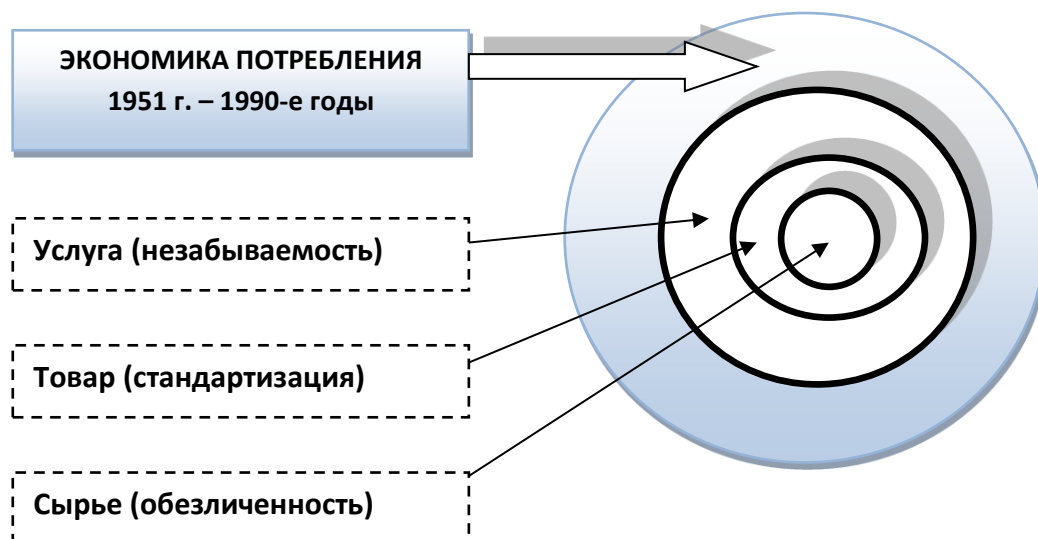 ЭКОНОМИКА ПОТРЕБЛЕНИЯ
1951 г. – 1990-е годы
Услуга (незабываемость)
Товар (стандартизация)
Сырье (обезличенность)